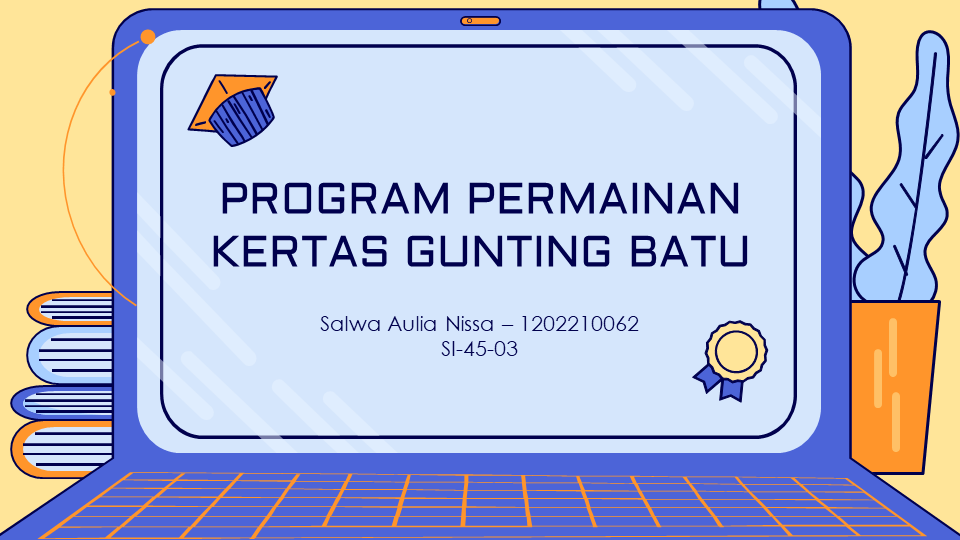 PROGRAM PERMAINAN
KERTAS GUNTING BATU
Salwa Aulia Nissa – 1202210062
SI-45-03